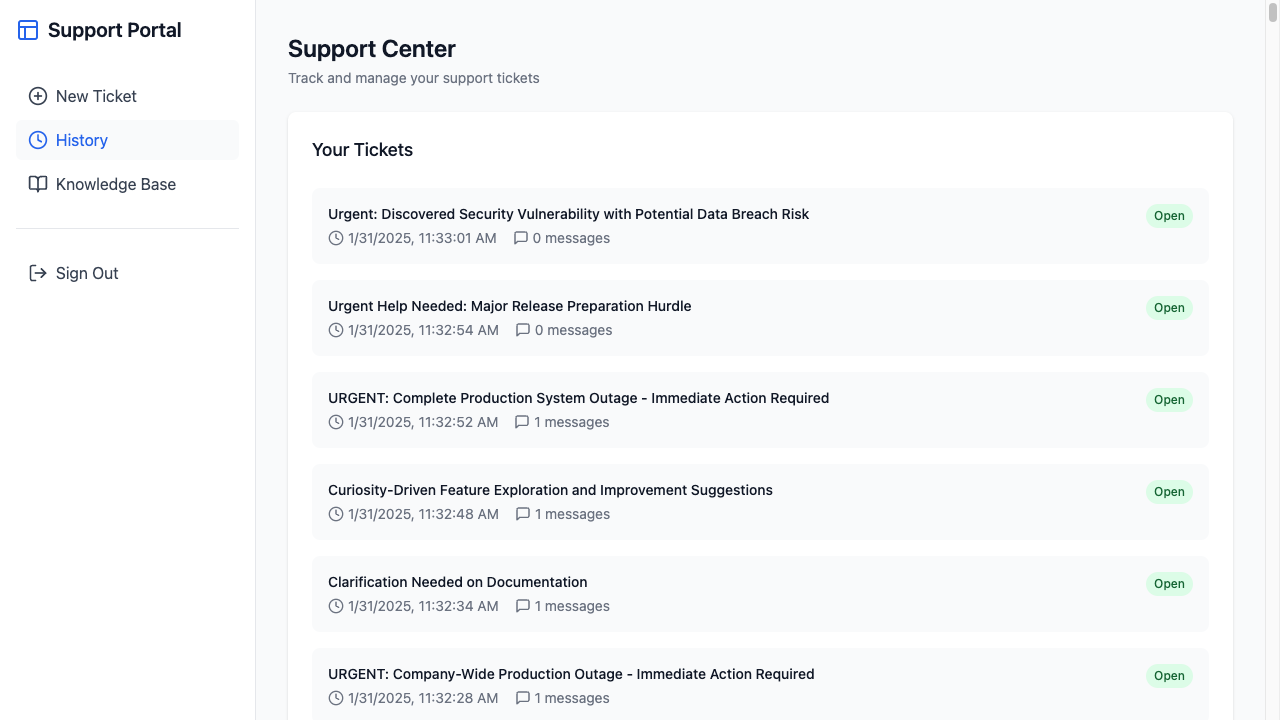 Support Portal
New Ticket
History
Knowledge Base
Sign Out
Support Center
Track and manage your support tickets
Your Tickets
Urgent: Discovered Security Vulnerability with Potential Data Breach Risk
Open
1/31/2025, 11:33:01 AM 0 messages
Urgent Help Needed: Major Release Preparation Hurdle
Open
1/31/2025, 11:32:54 AM 0 messages
URGENT: Complete Production System Outage - Immediate Action Required
Open
1/31/2025, 11:32:52 AM 1 messages
Curiosity-Driven Feature Exploration and Improvement Suggestions
Open
1/31/2025, 11:32:48 AM 1 messages
Clarification Needed on Documentation
Open
1/31/2025, 11:32:34 AM 1 messages
URGENT: Company-Wide Production Outage - Immediate Action Required
Open
1/31/2025, 11:32:28 AM 1 messages